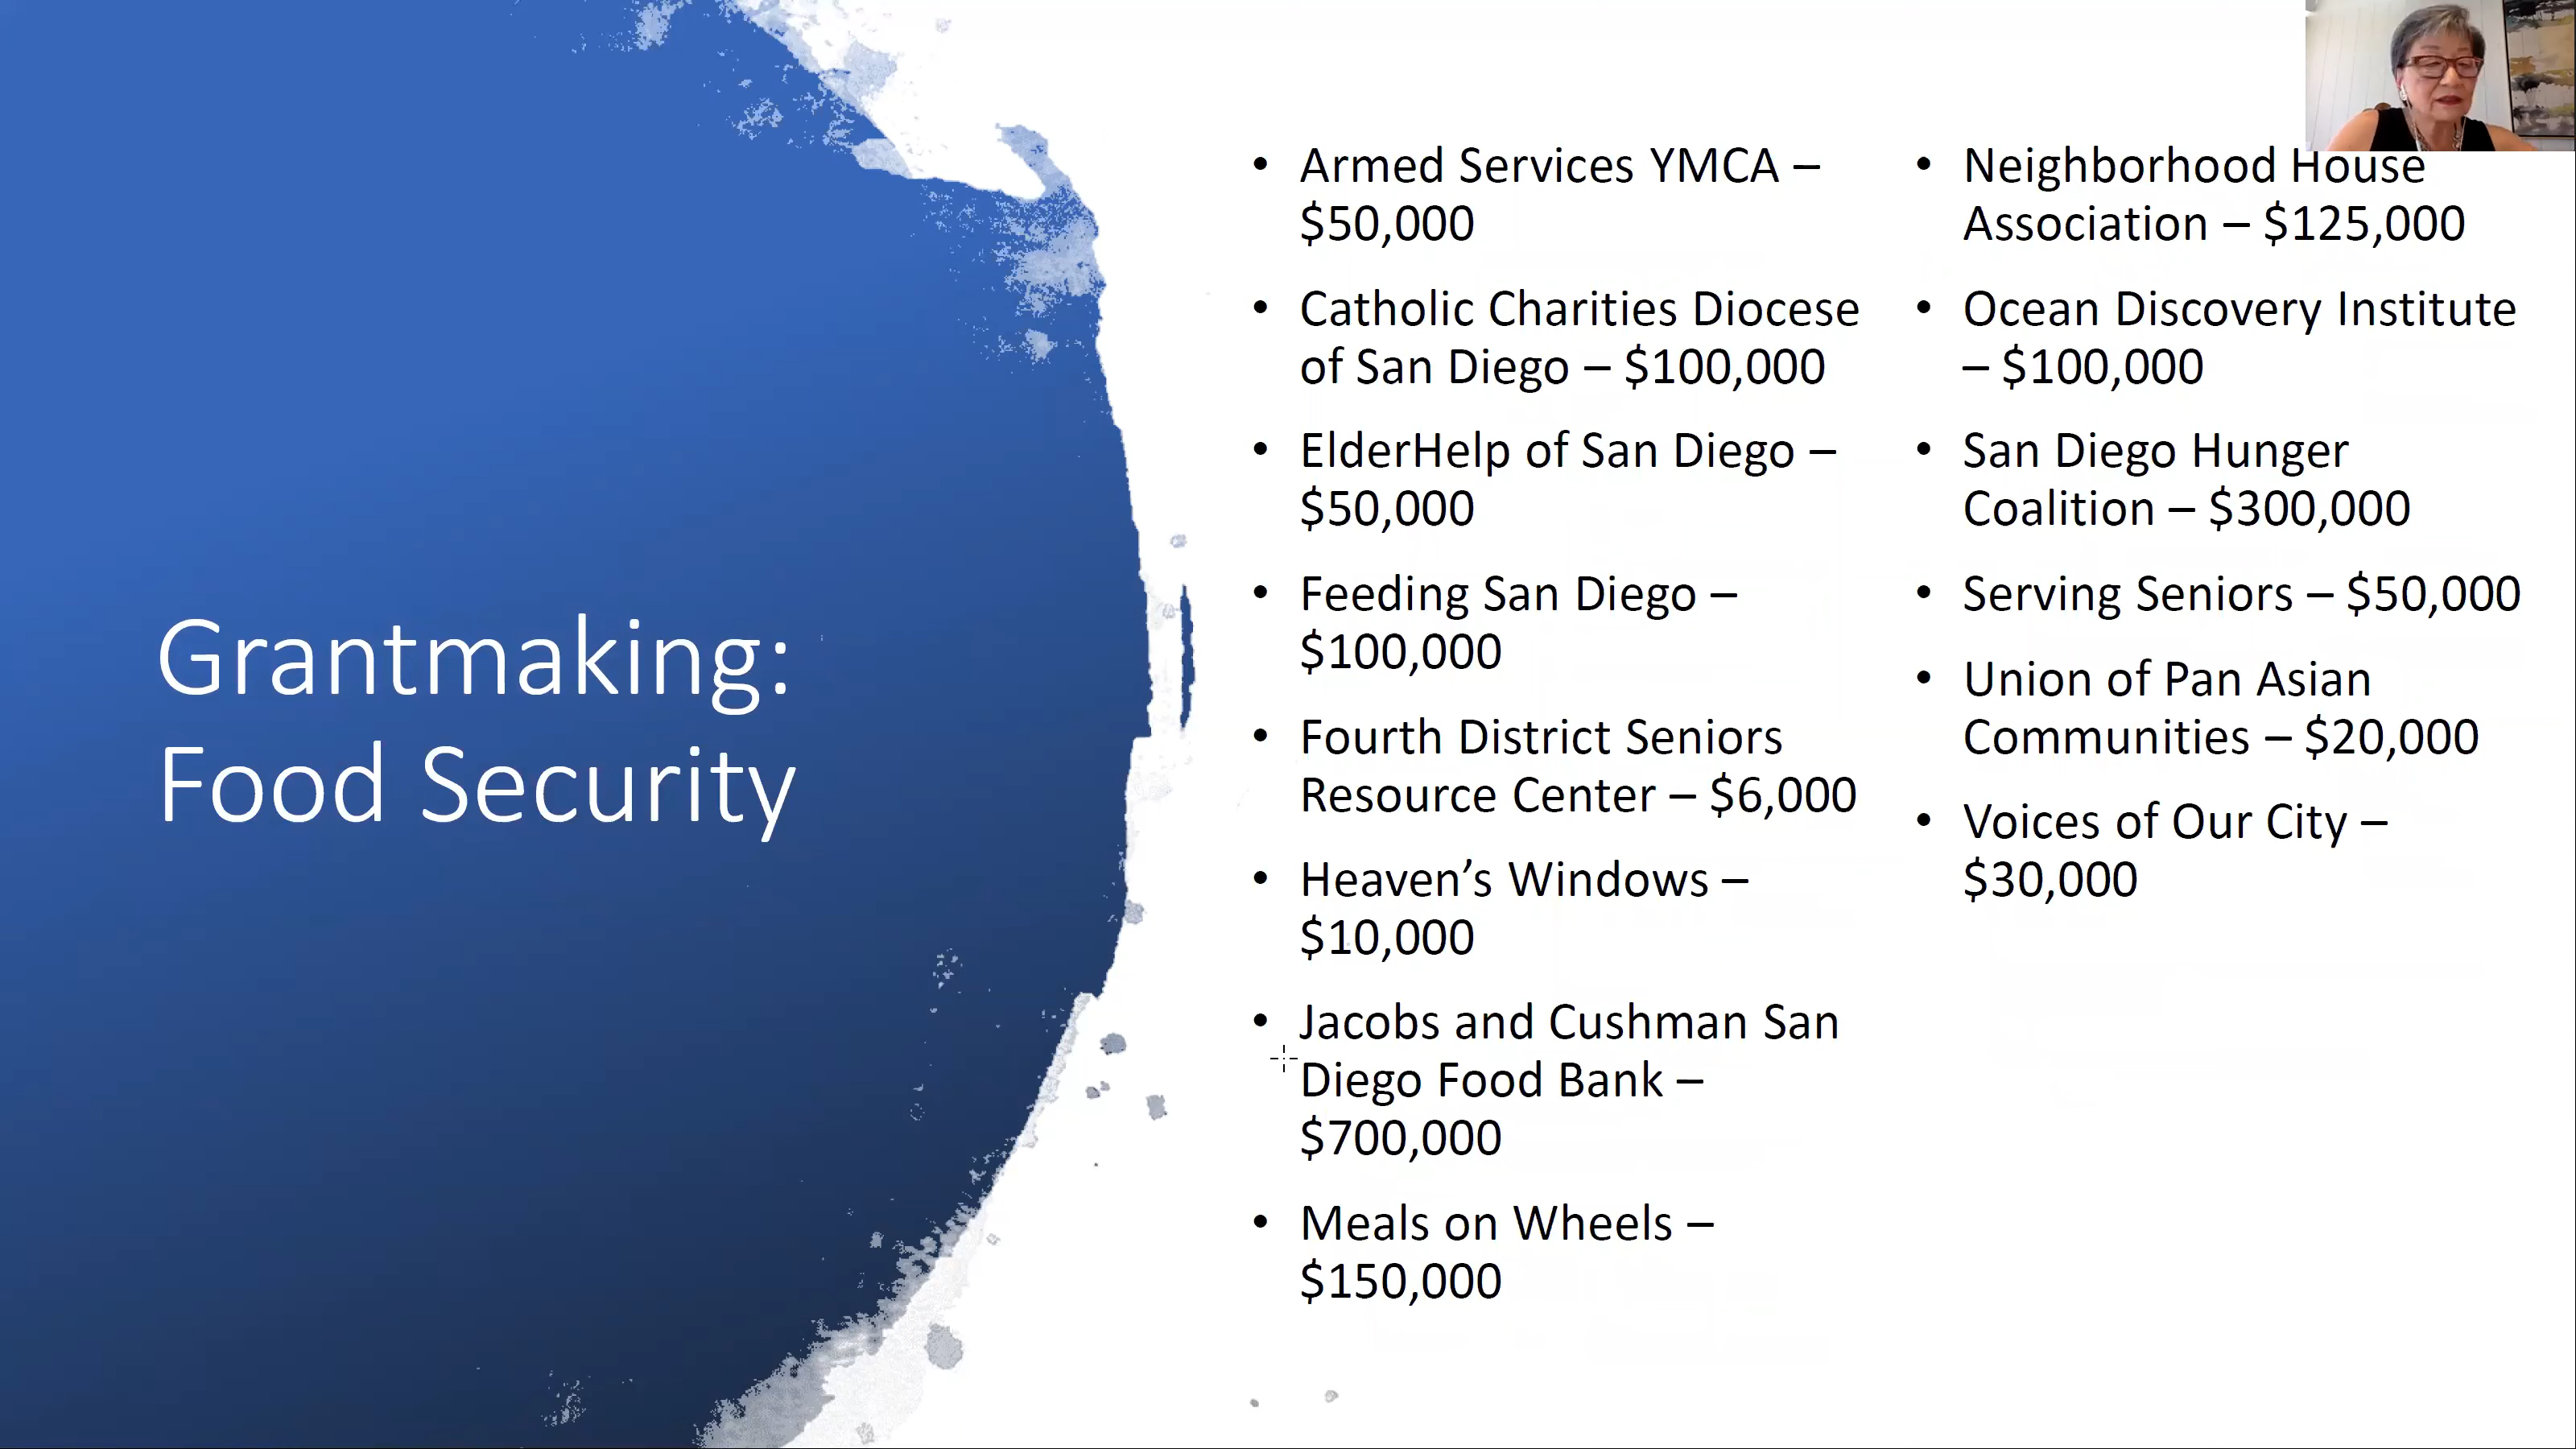 Grantmaking:
Food Security
• Armed Services YMCA –
$50,000
• Catholic Charities Diocese
of San Diego – $100,000
• ElderHelp of San Diego –
$50,000
• Feeding San Diego –
$100,000
• Fourth District Seniors
Resource Center – $6,000
• Heaven’s Windows –
$10,000
• Jacobs and Cushman San
Diego Food Bank –
$700,000
• Meals on Wheels –
$150,000
• Neighborhood House
Association – $125,000
• Ocean Discovery Institute
– $100,000
• San Diego Hunger
Coalition – $300,000
• Serving Seniors – $50,000
• Union of Pan Asian
Communities – $20,000
• Voices of Our City –
$30,000